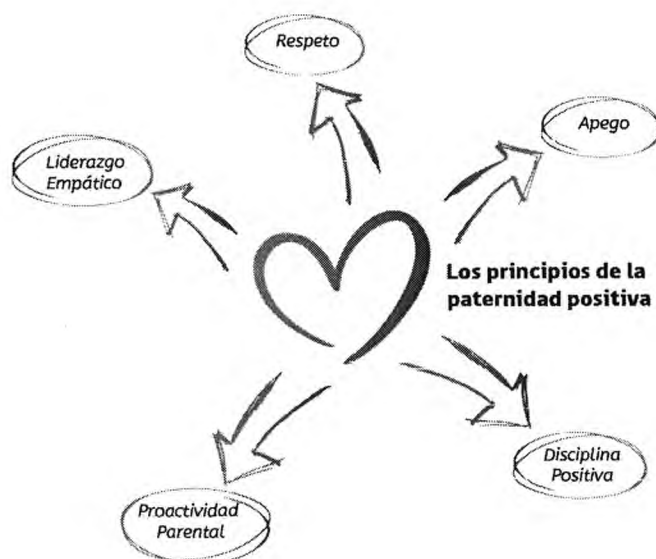 Respeto
Apego
Liderazgo
Empático
Los principios de la
paternidad positiva
Disciplina
Positiva
Proactividad
Parental